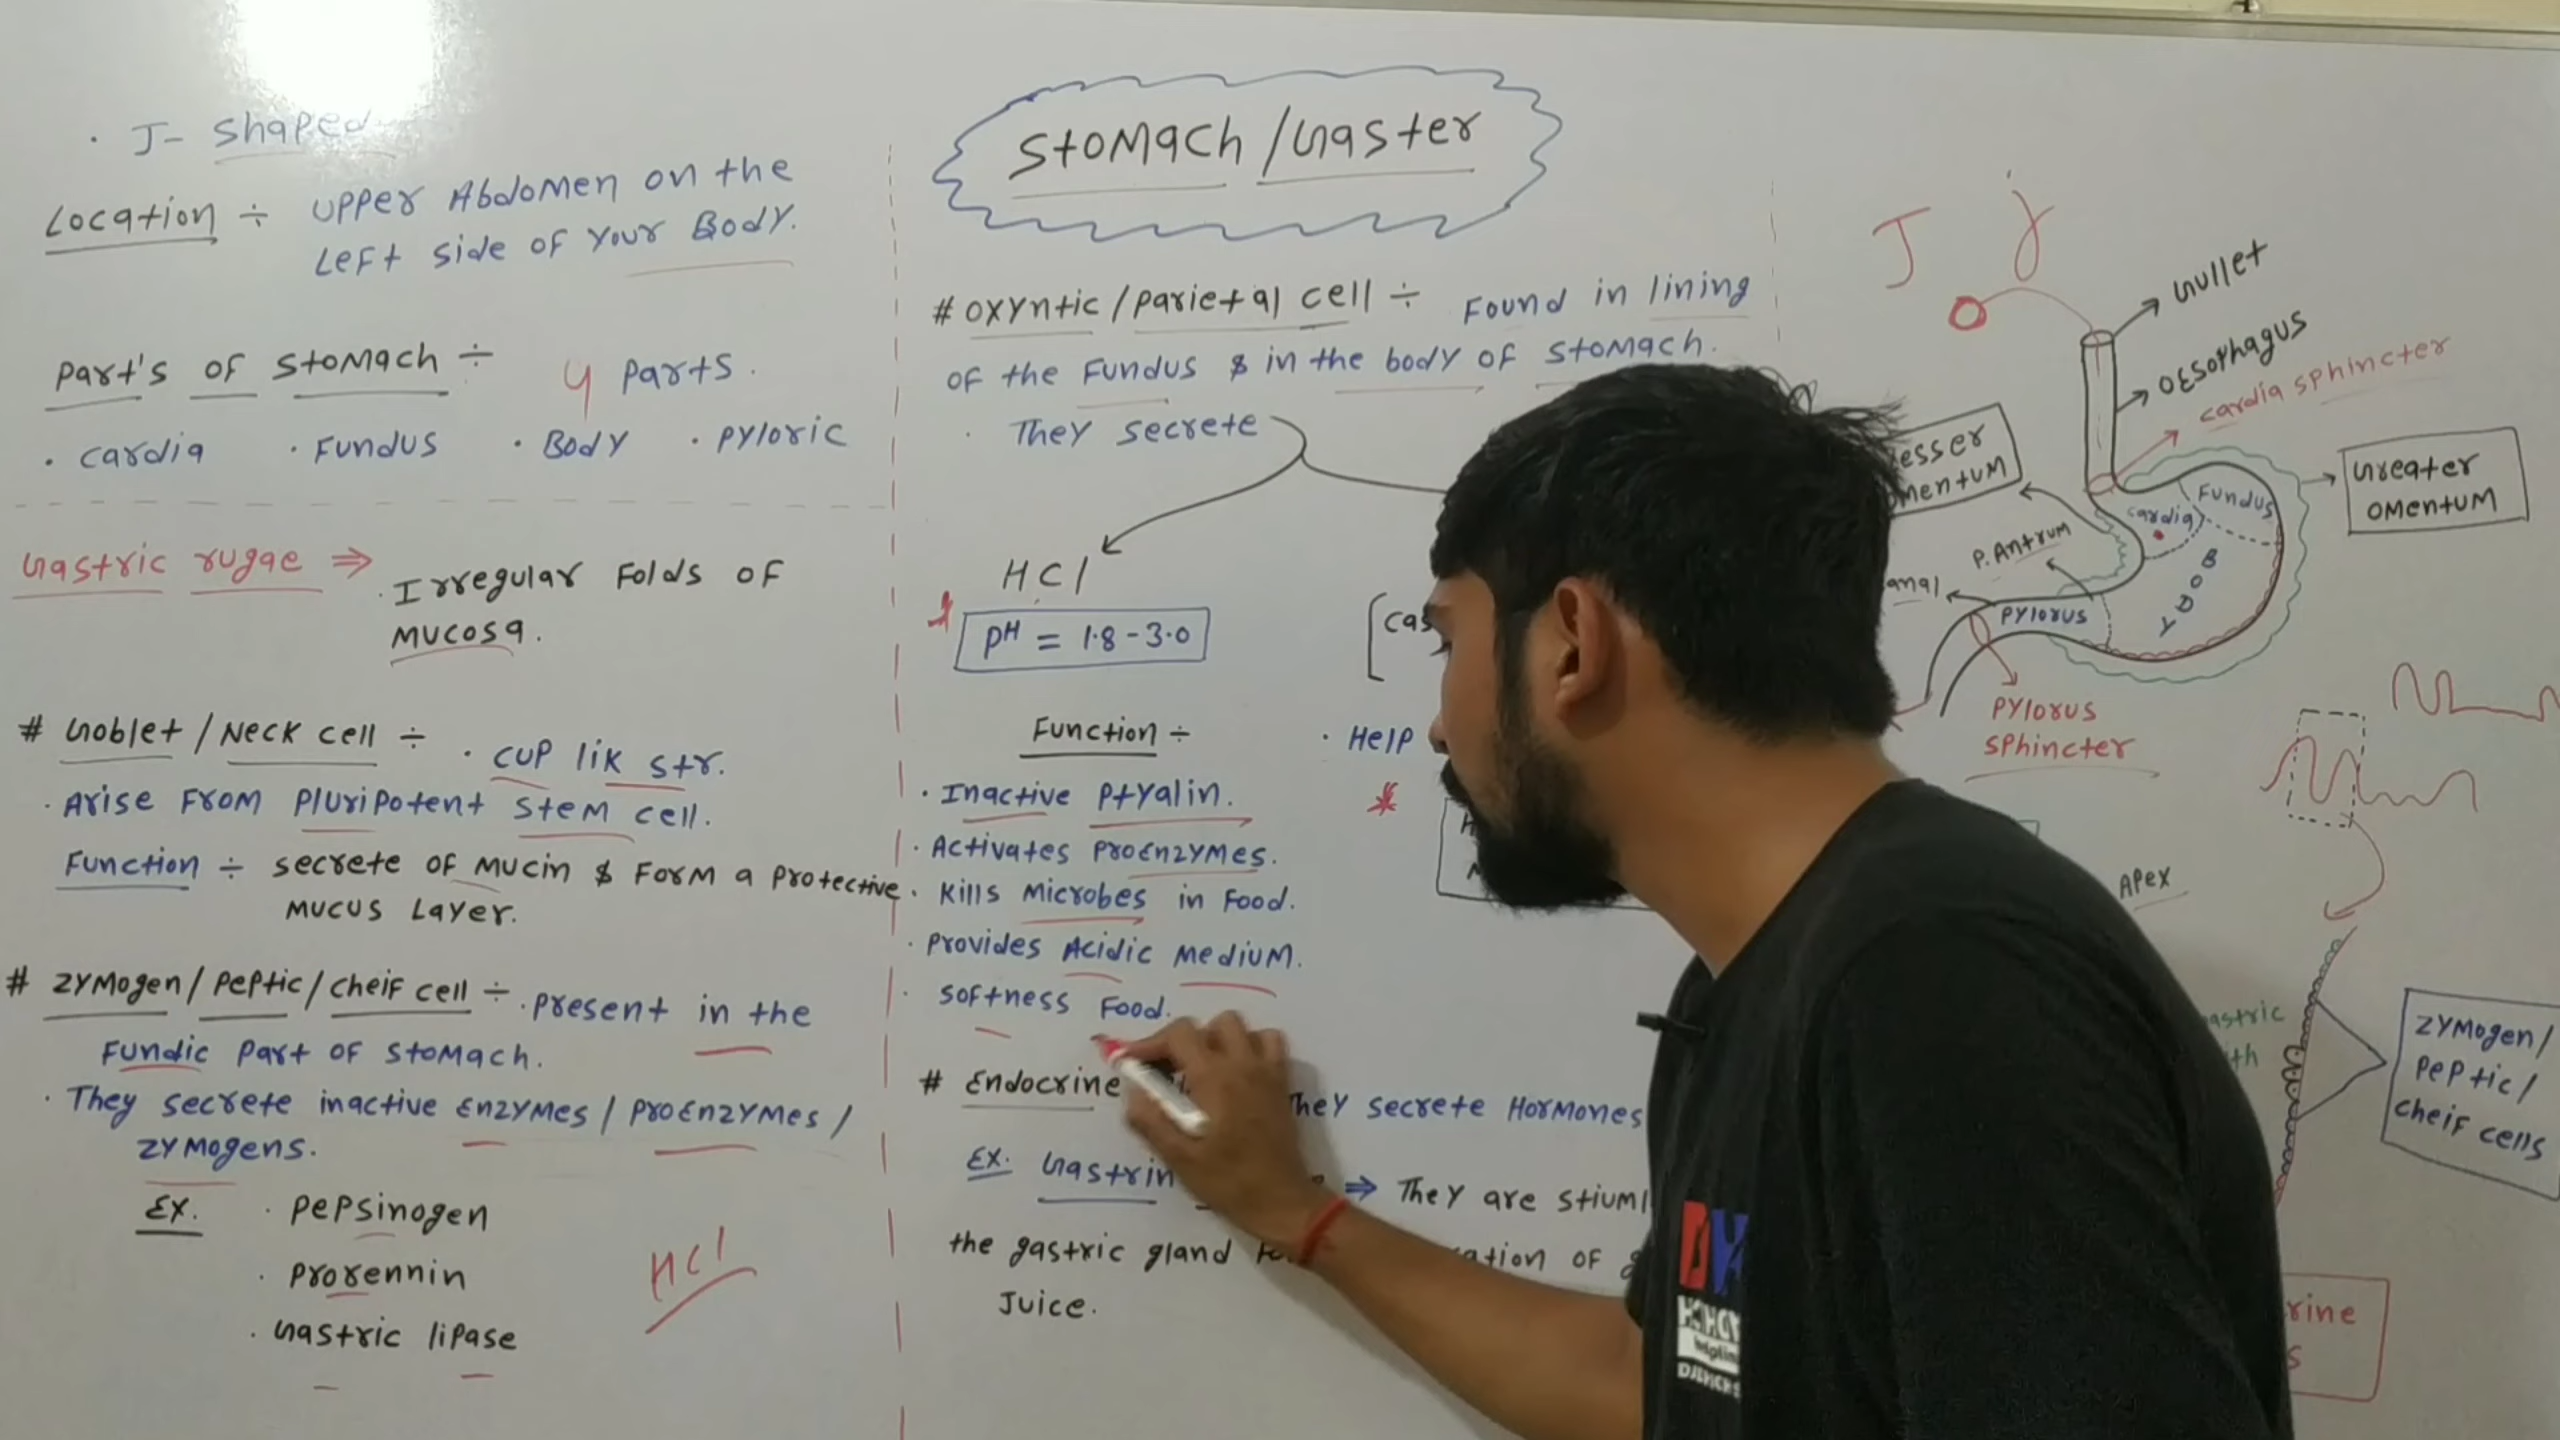 Stomach / Gaster
. J- Shaped
Location ÷ Upper Abdomen on the
Left side of Your Body.
Part's of Stomach ÷ 4 Parts.
. Cardia . Fundus . Body . Pyloric
Gastric rugae ⇒ . Irregular Folds of
Mucosa.
# Goblet / Neck cell ÷ . cup lik str.
. Arise From Pluripotent stem cell.
Function ÷ secrete of Mucin & Form a Protective
Mucus Layer.
# Zymogen / Peptic / Cheif cell ÷ . Present in the
Fundic Part of Stomach.
. They secrete inactive Enzymes / ProEnzymes /
Zymogens.
Ex. . Pepsinogen
. Prorennin
. Gastric lipase
HCl
# Oxyntic / Parietal cell ÷ Found in lining
of the Fundus & in the body of stomach.
. They secrete
HCl
PH = 1.8 - 3.0
Function ÷
. Inactive Ptyalin.
. Activates ProEnzymes.
. Kills Microbes in Food.
. Provides Acidic Medium.
. Softness Food.
. Help
# Endocrine They secrete Hormones
Ex. Gastrin ⇒ They are
the gastric gland of
Juice.
J j
Gullet
Oesophagus
Cardia sphincter
Greater
Omentum
Fundus
Cardia
P. Antrum
BODY
Pylorus
Pylorus
Sphincter
Apex
Zymogen /
Peptic /
Cheif cells